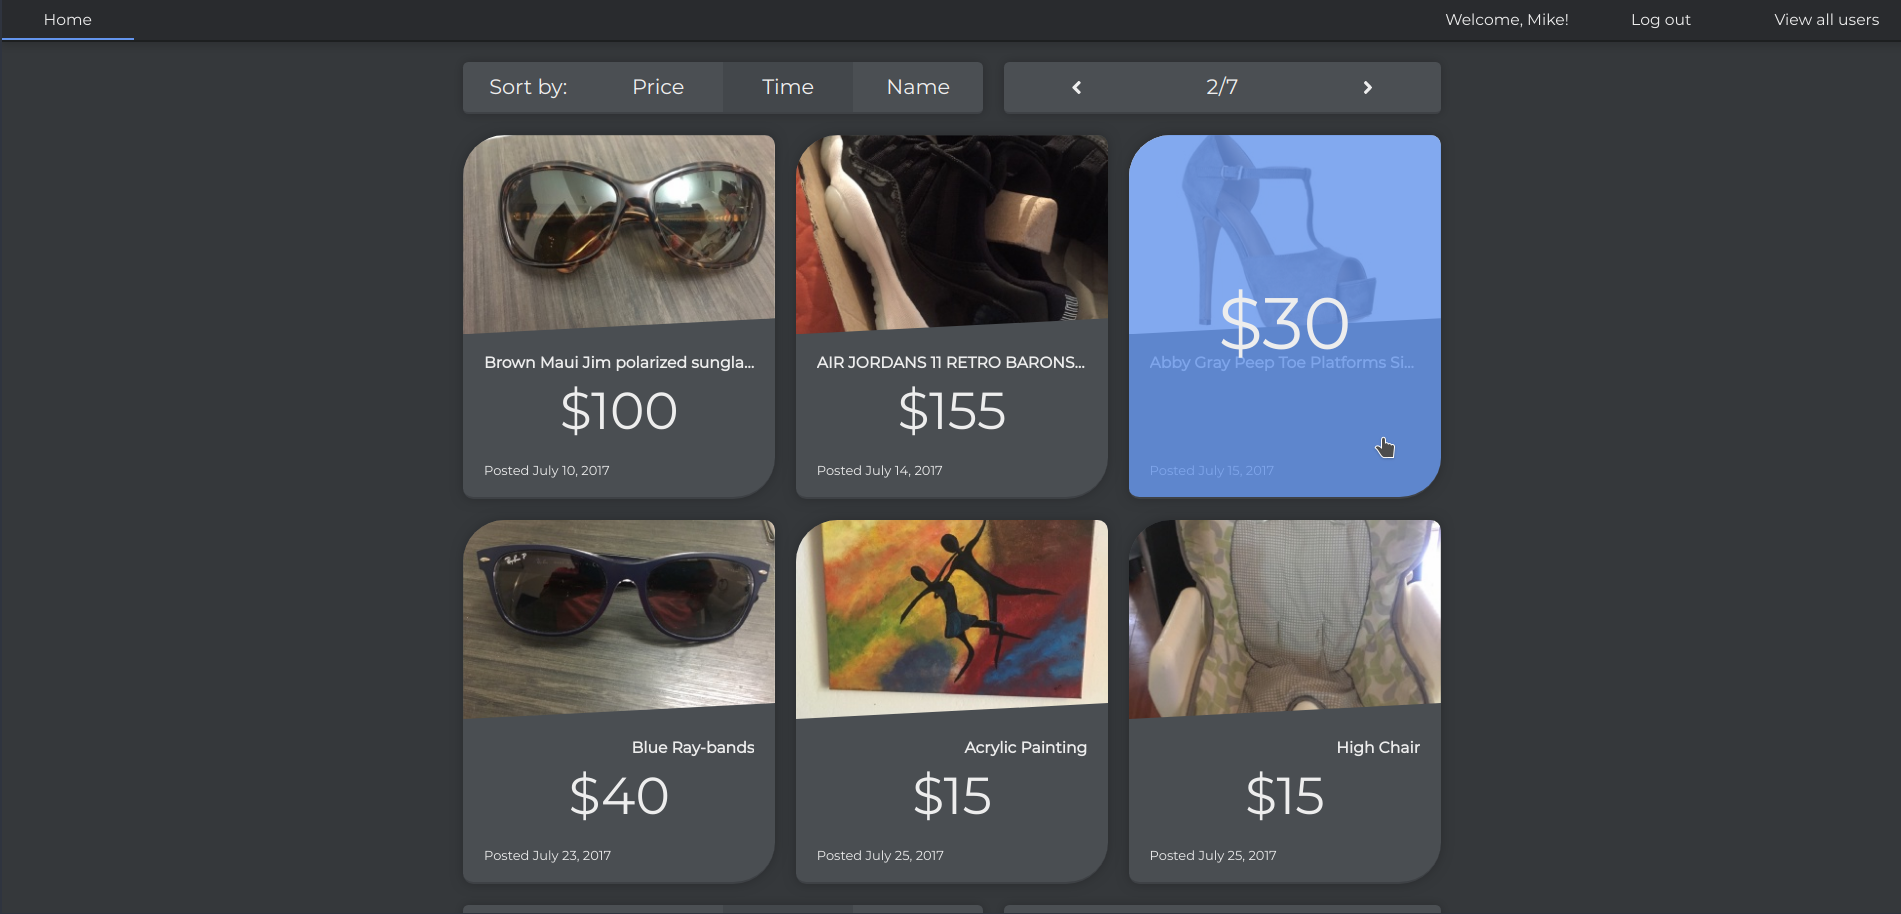 Home
Welcome, Mike!
Log out
View all users
Sort by:
Price
Time
Name
2/7
Brown Maui Jim polarized sungla...
$100
Posted July 10, 2017
AIR JORDANS 11 RETRO BARONS...
$155
Posted July 14, 2017
$30
Abby Gray Peep Toe Platforms Si...
Posted July 15, 2017
Ray-Ban P
Blue Ray-bands
$40
Posted July 23, 2017
Acrylic Painting
$15
Posted July 25, 2017
High Chair
$15
Posted July 25, 2017